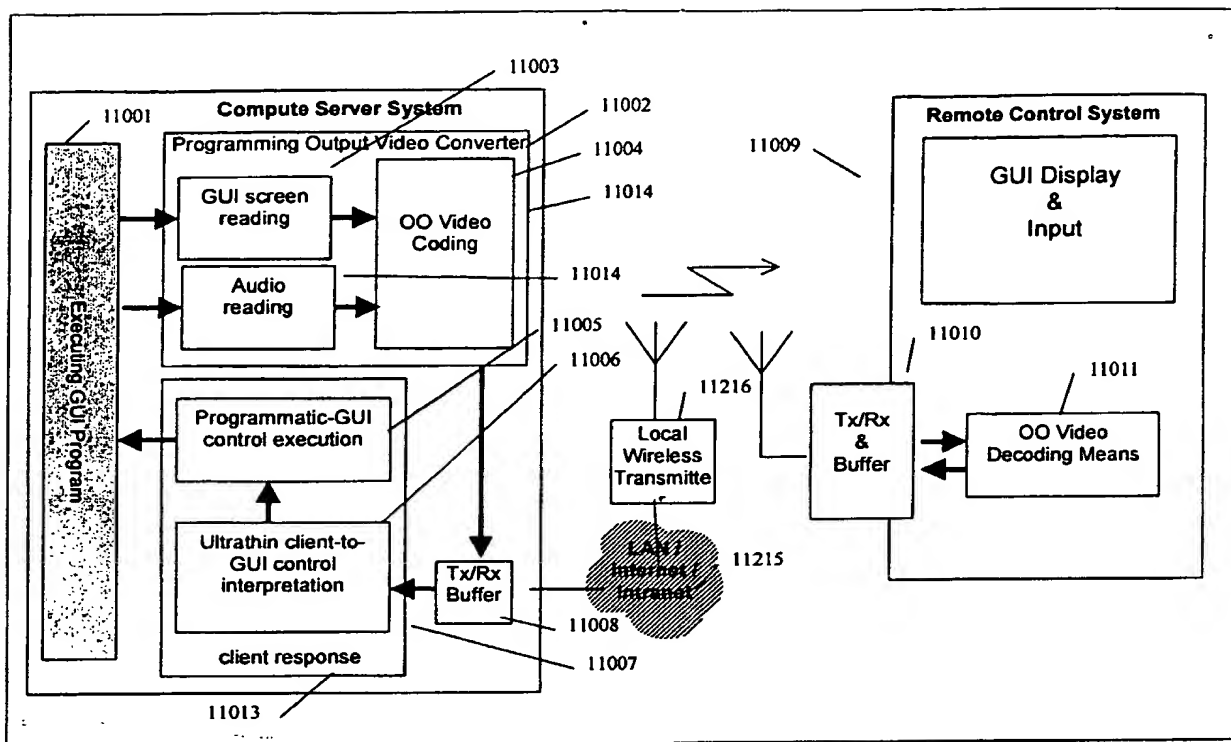 11003
Compute Server System
11002
Remote Control System
11001
Programming Output Video Converter
11004
11009
GUI screen
reading
11014
GUI Display
&
Input
OO Video
Coding
Audio
reading
11014
11005
11006
11010
11216
11011
Executing GUI Program
Programmatic-GUI
control execution
Local
Wireless
Transmitte
r
Tx/Rx
&
Buffer
OO Video
Decoding Means
Ultrathin client-to-
GUI control
interpretation
Tx/Rx
Buffer
LAN /
Internet /
Intranet
11215
11008
client response
11007
11013